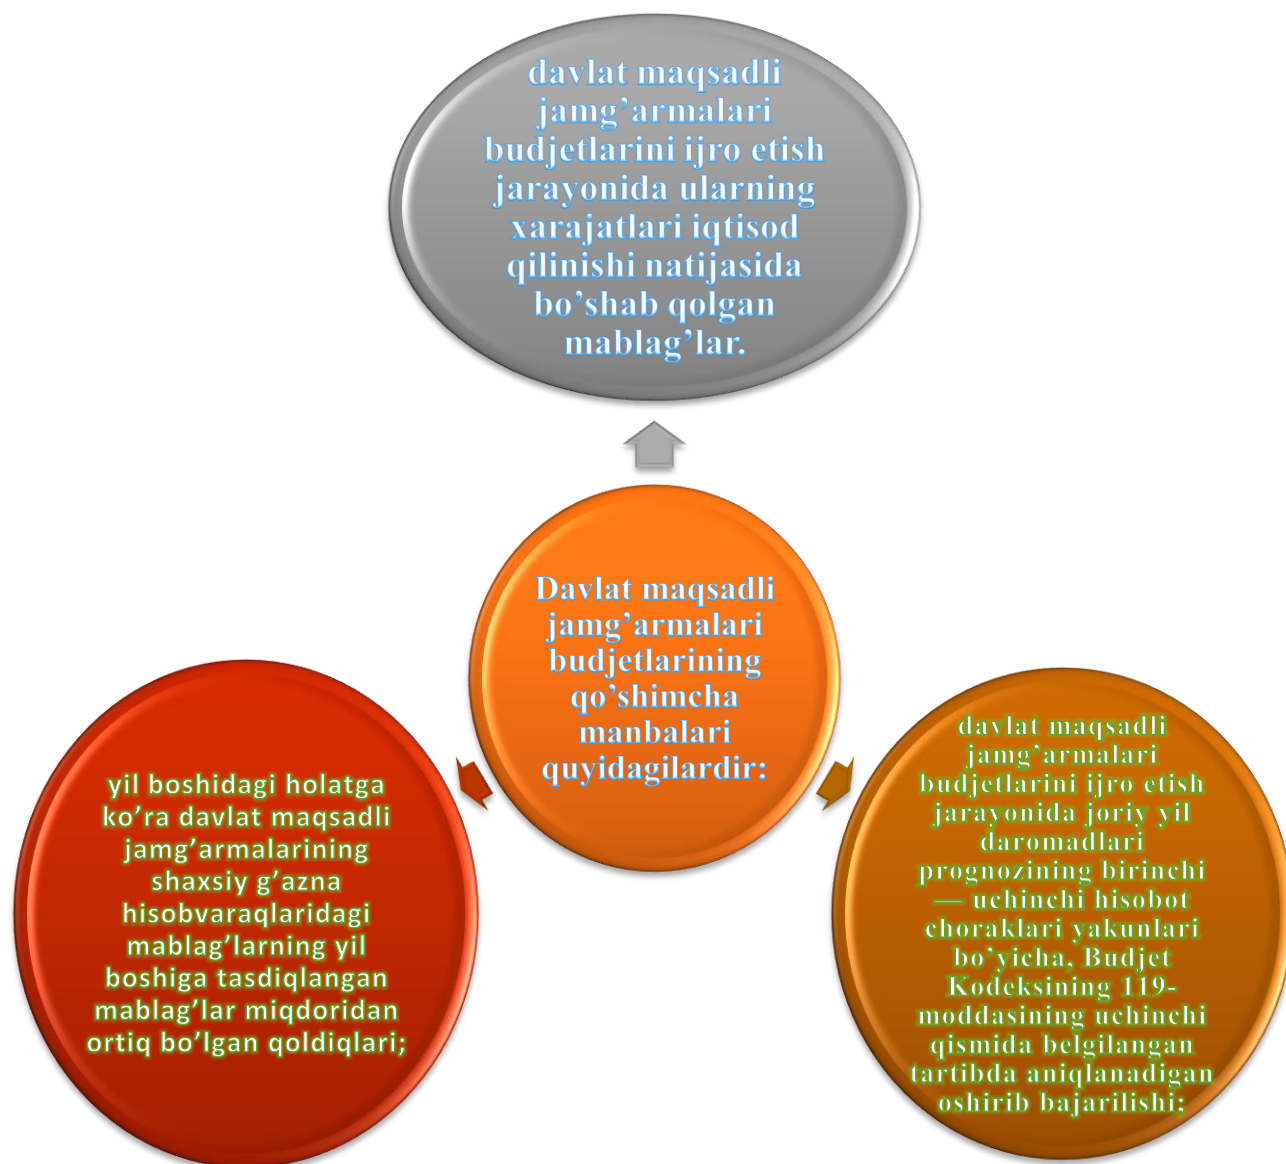 davlat maqsadli
jamg’armalari
budjetlarini ijro etish
jarayonida ularning
xarajatlari iqtisod
qilinishi natijasida
bo’shab qolgan
mablag’lar.
Davlat maqsadli
jamg’armalari
budjetlarining
qo’shimcha
manbalari
quyidagilardir:
yil boshidagi holatga
ko’ra davlat maqsadli
jamg’armalarining
shaxsiy g’azna
hisobvaraqlaridagi
mablag’larning yil
boshiga tasdiqlangan
mablag’lar miqdoridan
ortiq bo’lgan qoldiqlari;
davlat maqsadli
jamg’armalari
budjetlarini ijro etish
jarayonida joriy yil
daromadlari
prognozining birinchi
— uchinchi hisobot
choraklari yakunlari
bo’yicha, Budjet
Kodeksining 119-
moddasining uchinchi
qismida belgilangan
tartibda aniqlanadigan
oshirib bajarilishi;